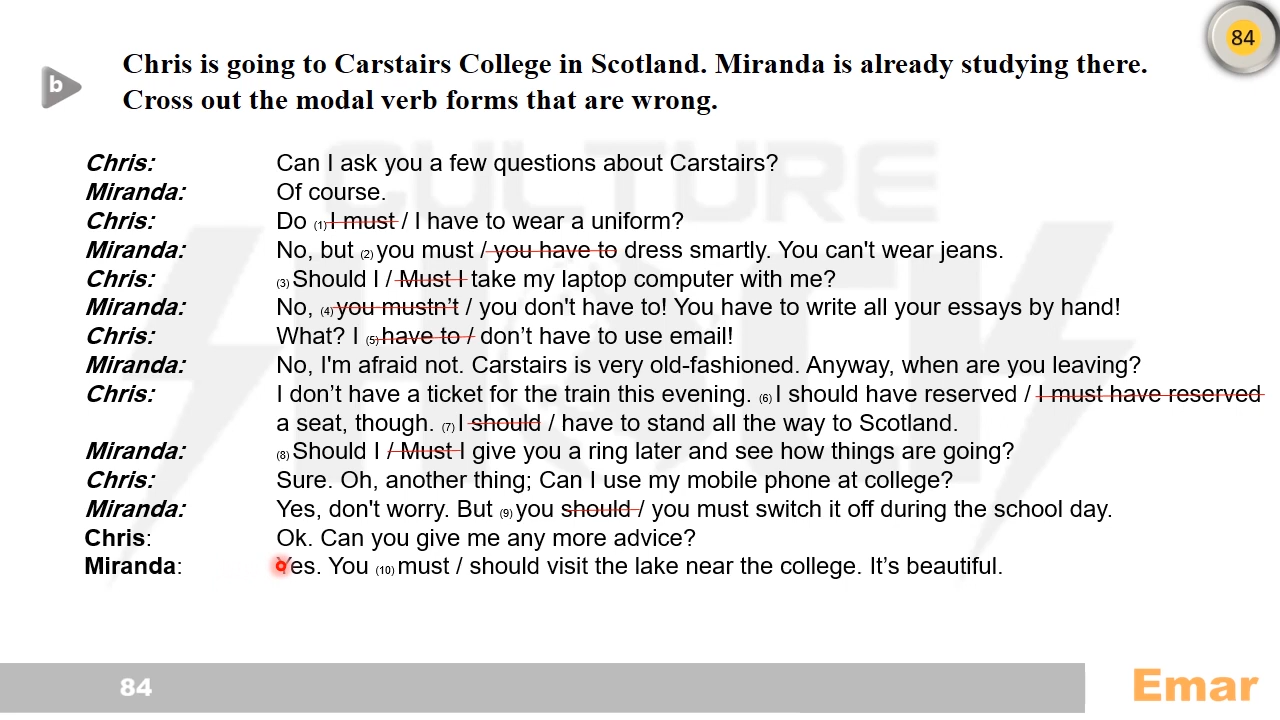 84
b
Chris is going to Carstairs College in Scotland. Miranda is already studying there.
Cross out the modal verb forms that are wrong.
CULTURE
Chris: Can I ask you a few questions about Carstairs?
Miranda: Of course.
Chris: Do (1) I must / I have to wear a uniform?
Miranda: No, but (2) you must / you have to dress smartly. You can't wear jeans.
Chris: (3) Should I / Must I take my laptop computer with me?
Miranda: No, (4) you mustn't / you don't have to! You have to write all your essays by hand!
Chris: What? I (5) have to / don't have to use email!
Miranda: No, I'm afraid not. Carstairs is very old-fashioned. Anyway, when are you leaving?
Chris: I don't have a ticket for the train this evening. (6) I should have reserved / I must have reserved
a seat, though. (7) I should / have to stand all the way to Scotland.
Miranda: (8) Should I / Must I give you a ring later and see how things are going?
Chris: Sure. Oh, another thing; Can I use my mobile phone at college?
Miranda: Yes, don't worry. But (9) you should / you must switch it off during the school day.
Chris: Ok. Can you give me any more advice?
Miranda: Yes. You (10) must / should visit the lake near the college. It's beautiful.
84
Emar